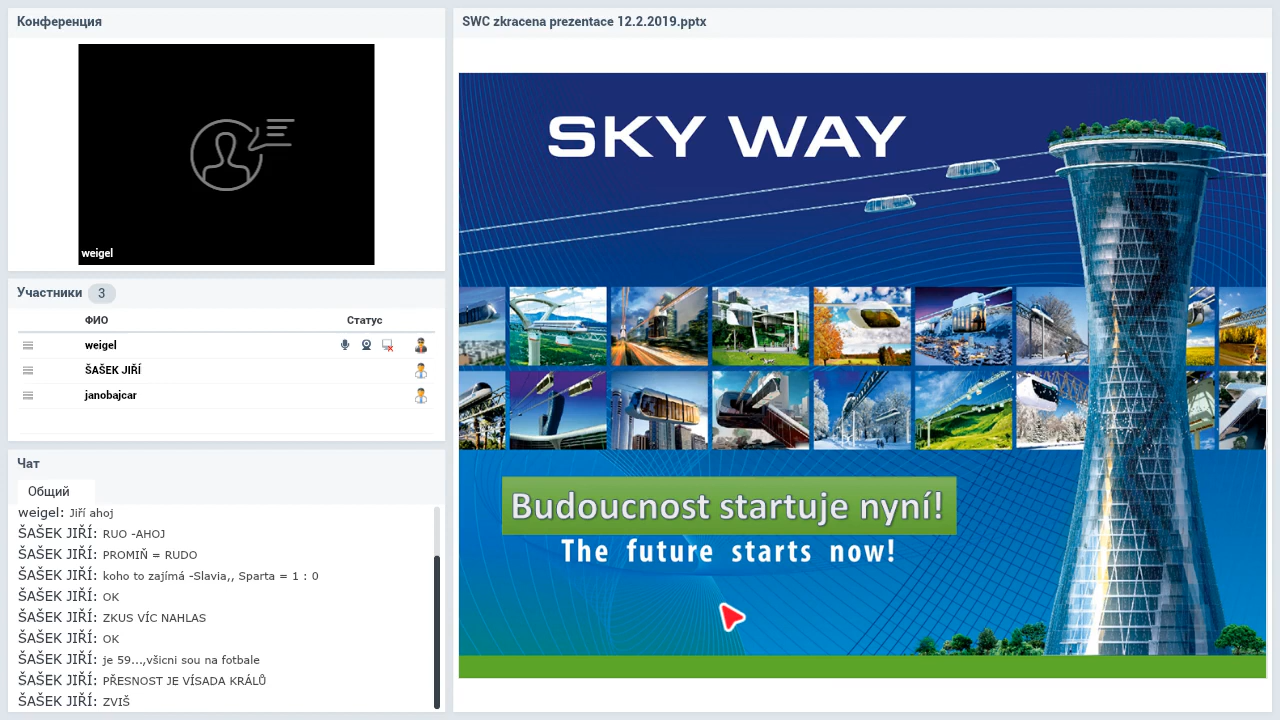 Конференция
weigel
Участники 3
ФИО Статус
weigel
ŠAŠEK JIŘÍ
janobajcar
Чат
Общий
weigel: Jiří ahoj
ŠAŠEK JIŘÍ: RUO -AHOJ
ŠAŠEK JIŘÍ: PROMIŇ = RUDO
ŠAŠEK JIŘÍ: koho to zajímá -Slavia,, Sparta = 1 : 0
ŠAŠEK JIŘÍ: OK
ŠAŠEK JIŘÍ: ZKUS VÍC NAHLAS
ŠAŠEK JIŘÍ: OK
ŠAŠEK JIŘÍ: je 59...,všicni sou na fotbale
ŠAŠEK JIŘÍ: PŘESNOST JE VÍSADA KRÁLŮ
ŠAŠEK JIŘÍ: ZVIŠ
SWC zkracena prezentace 12.2.2019.pptx
SKY WAY
Budoucnost startuje nyní!
The future starts now!